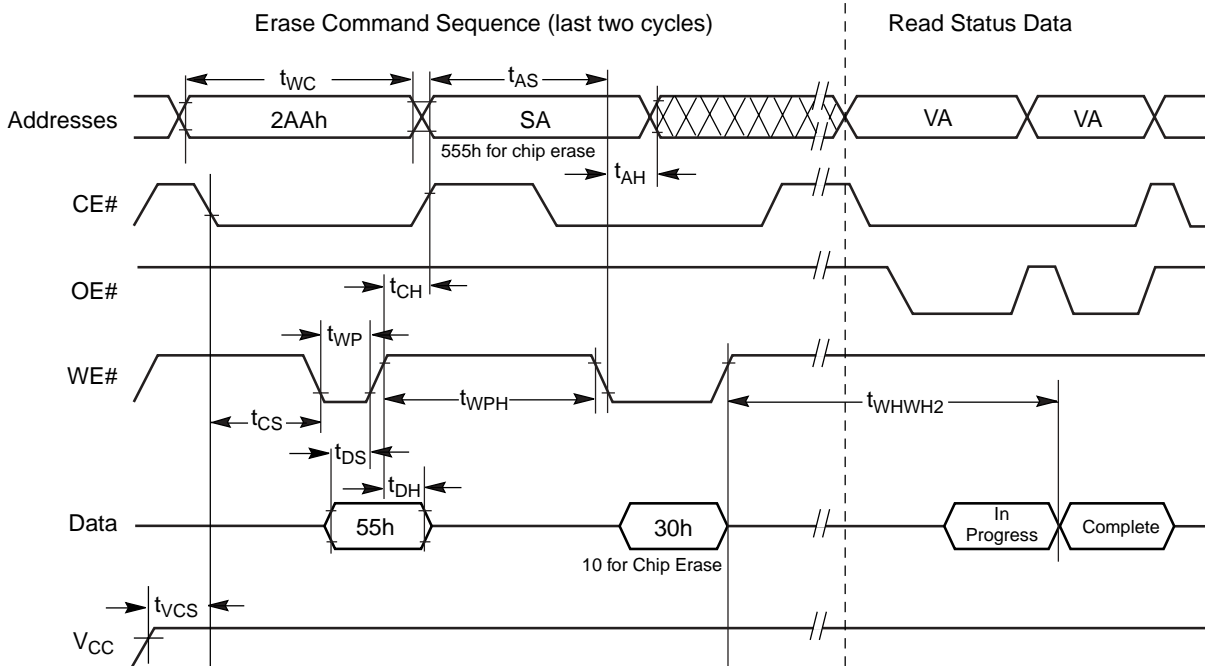 Erase Command Sequence (last two cycles)
Read Status Data
tWC
tAS
Addresses
2AAh
SA
VA
VA
555h for chip erase
tAH
CE#
OE#
tCH
tWP
WE#
tWPH
tWHWH2
tCS
tDS
tDH
Data
55h
30h
In
Progress
Complete
10 for Chip Erase
tVCS
VCC